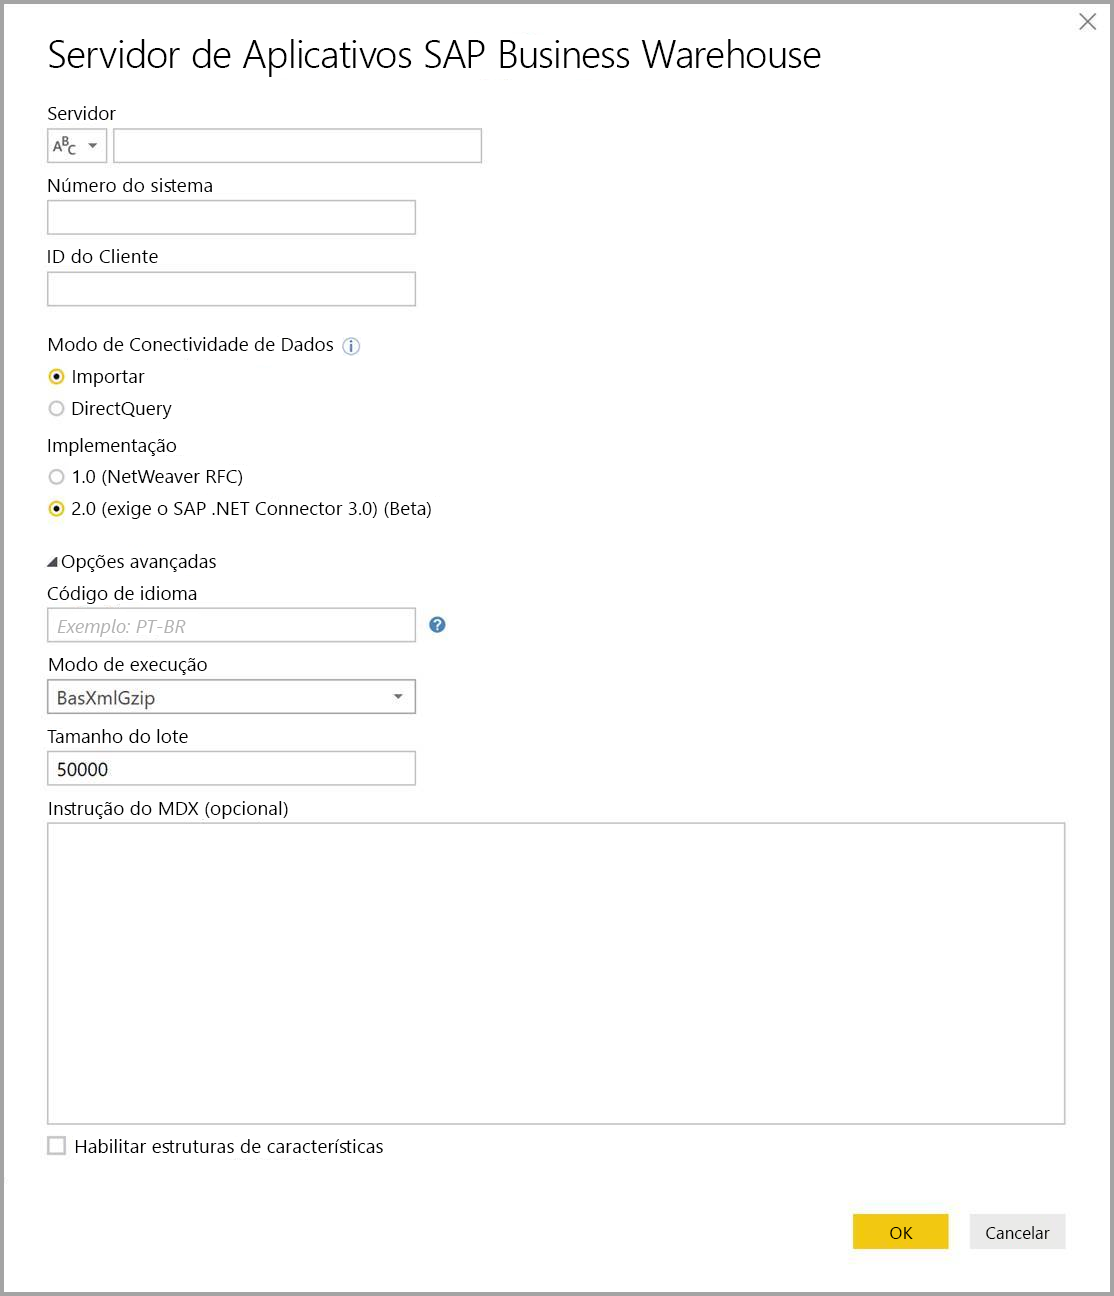 Servidor de Aplicativos SAP Business Warehouse
Servidor
ABC
Número do sistema
ID do Cliente
Modo de Conectividade de Dados
Importar
DirectQuery
Implementação
1.0 (NetWeaver RFC)
2.0 (exige o SAP .NET Connector 3.0) (Beta)
Opções avançadas
Código de idioma
Exemplo: PT-BR
Modo de execução
BasXmlGzip
Tamanho do lote
50000
Instrução do MDX (opcional)
Habilitar estruturas de características
OK Cancelar